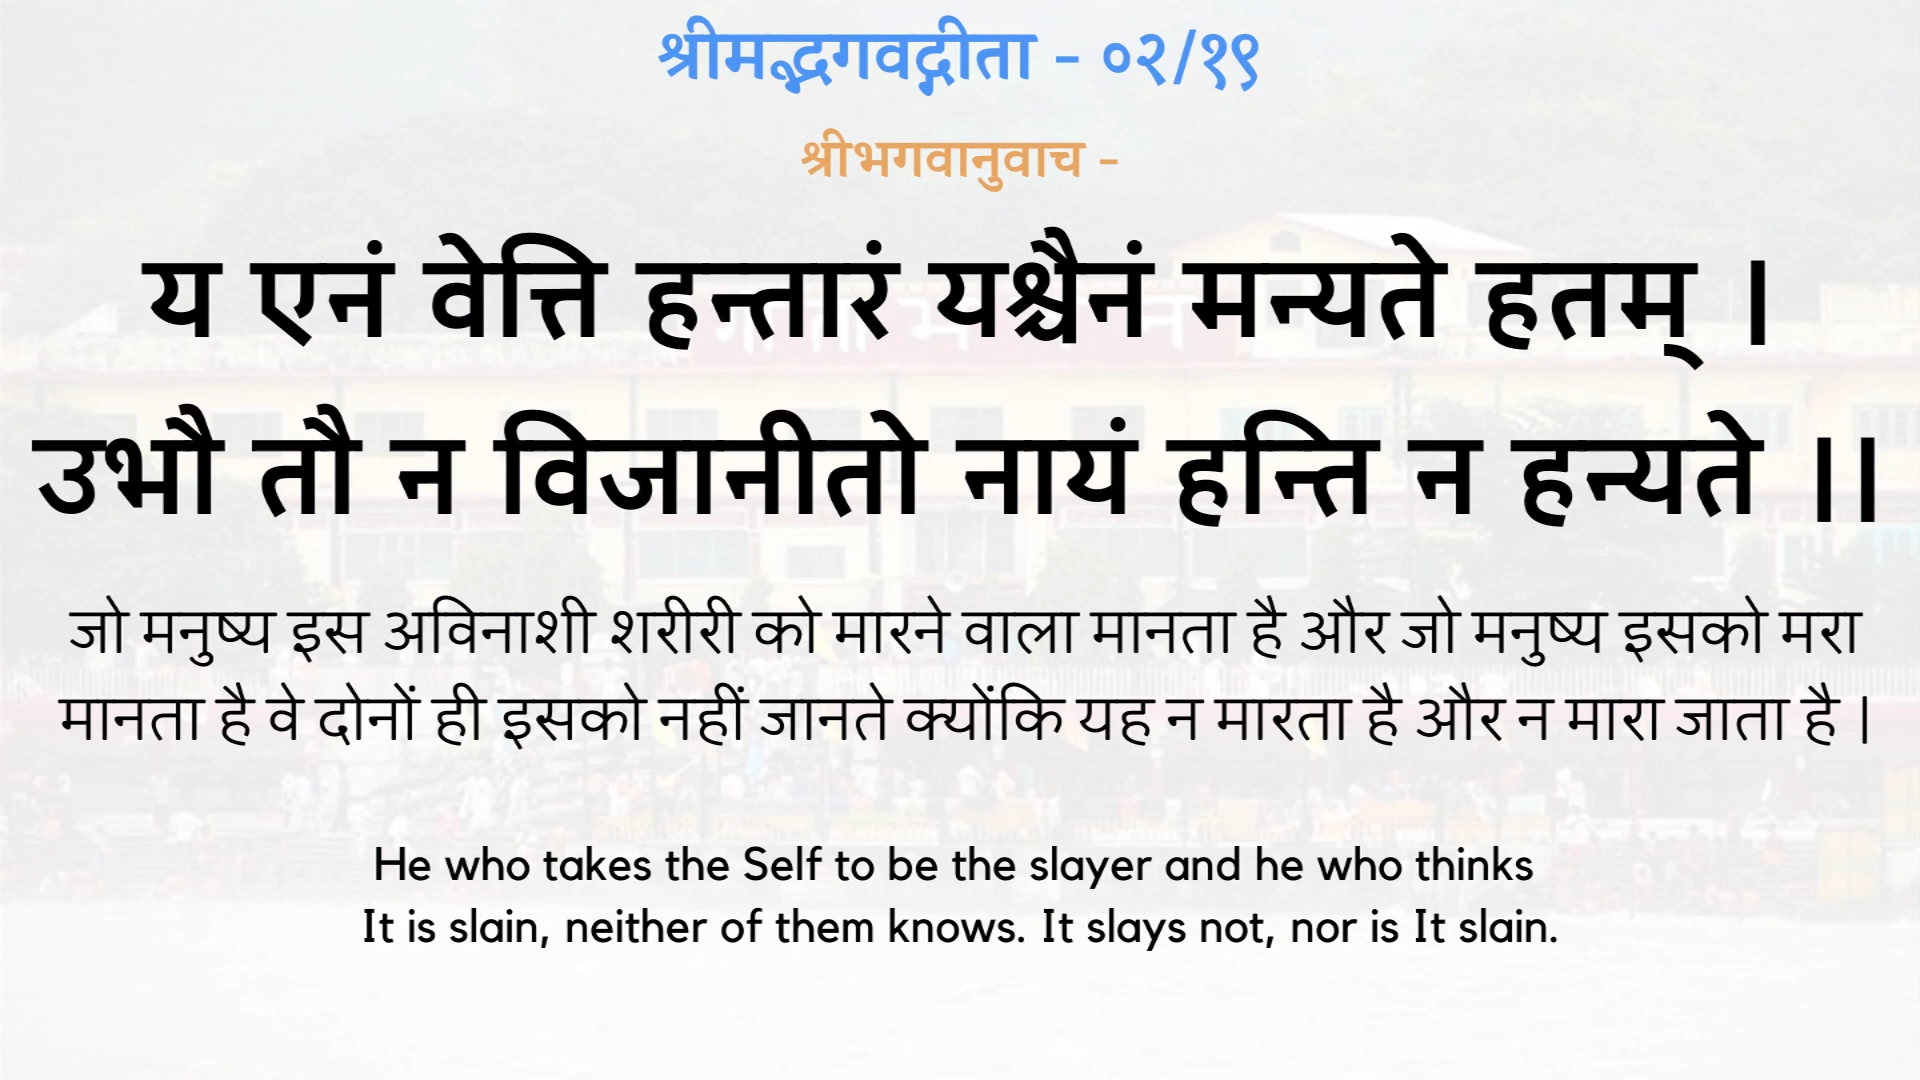 श्रीमद्भगवद्गीता - ०२/१९
श्रीभगवानुवाच -
य एनं वेत्ति हन्तारं यश्चैनं मन्यते हतम् ।
उभौ तौ न विजानीतो नायं हन्ति न हन्यते ।।
जो मनुष्य इस अविनाशी शरीरी को मारने वाला मानता है और जो मनुष्य इसको मरा
मानता है वे दोनों ही इसको नहीं जानते क्योंकि यह न मारता है और न मारा जाता है ।
He who takes the Self to be the slayer and he who thinks
It is slain, neither of them knows. It slays not, nor is It slain.